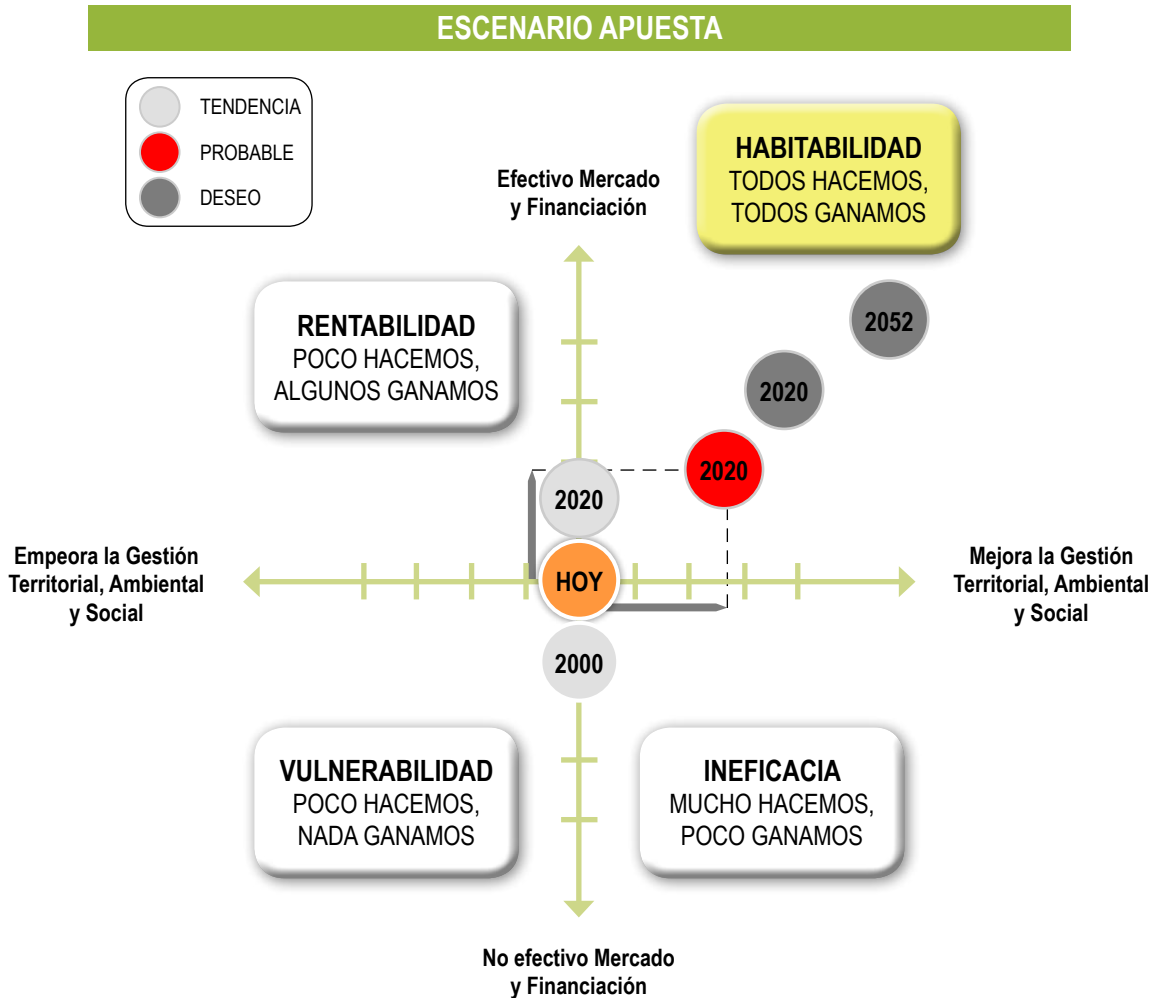 ESCENARIO APUESTA
TENDENCIA
PROBABLE
DESEO
HABITABILIDAD
TODOS HACEMOS,
TODOS GANAMOS
Efectivo Mercado
y Financiación
RENTABILIDAD
POCO HACEMOS,
ALGUNOS GANAMOS
2052
2020
2020
2020
Empeora la Gestión
Territorial, Ambiental
y Social
HOY
Mejora la Gestión
Territorial, Ambiental
y Social
2000
VULNERABILIDAD
POCO HACEMOS,
NADA GANAMOS
INEFICACIA
MUCHO HACEMOS,
POCO GANAMOS
No efectivo Mercado
y Financiación